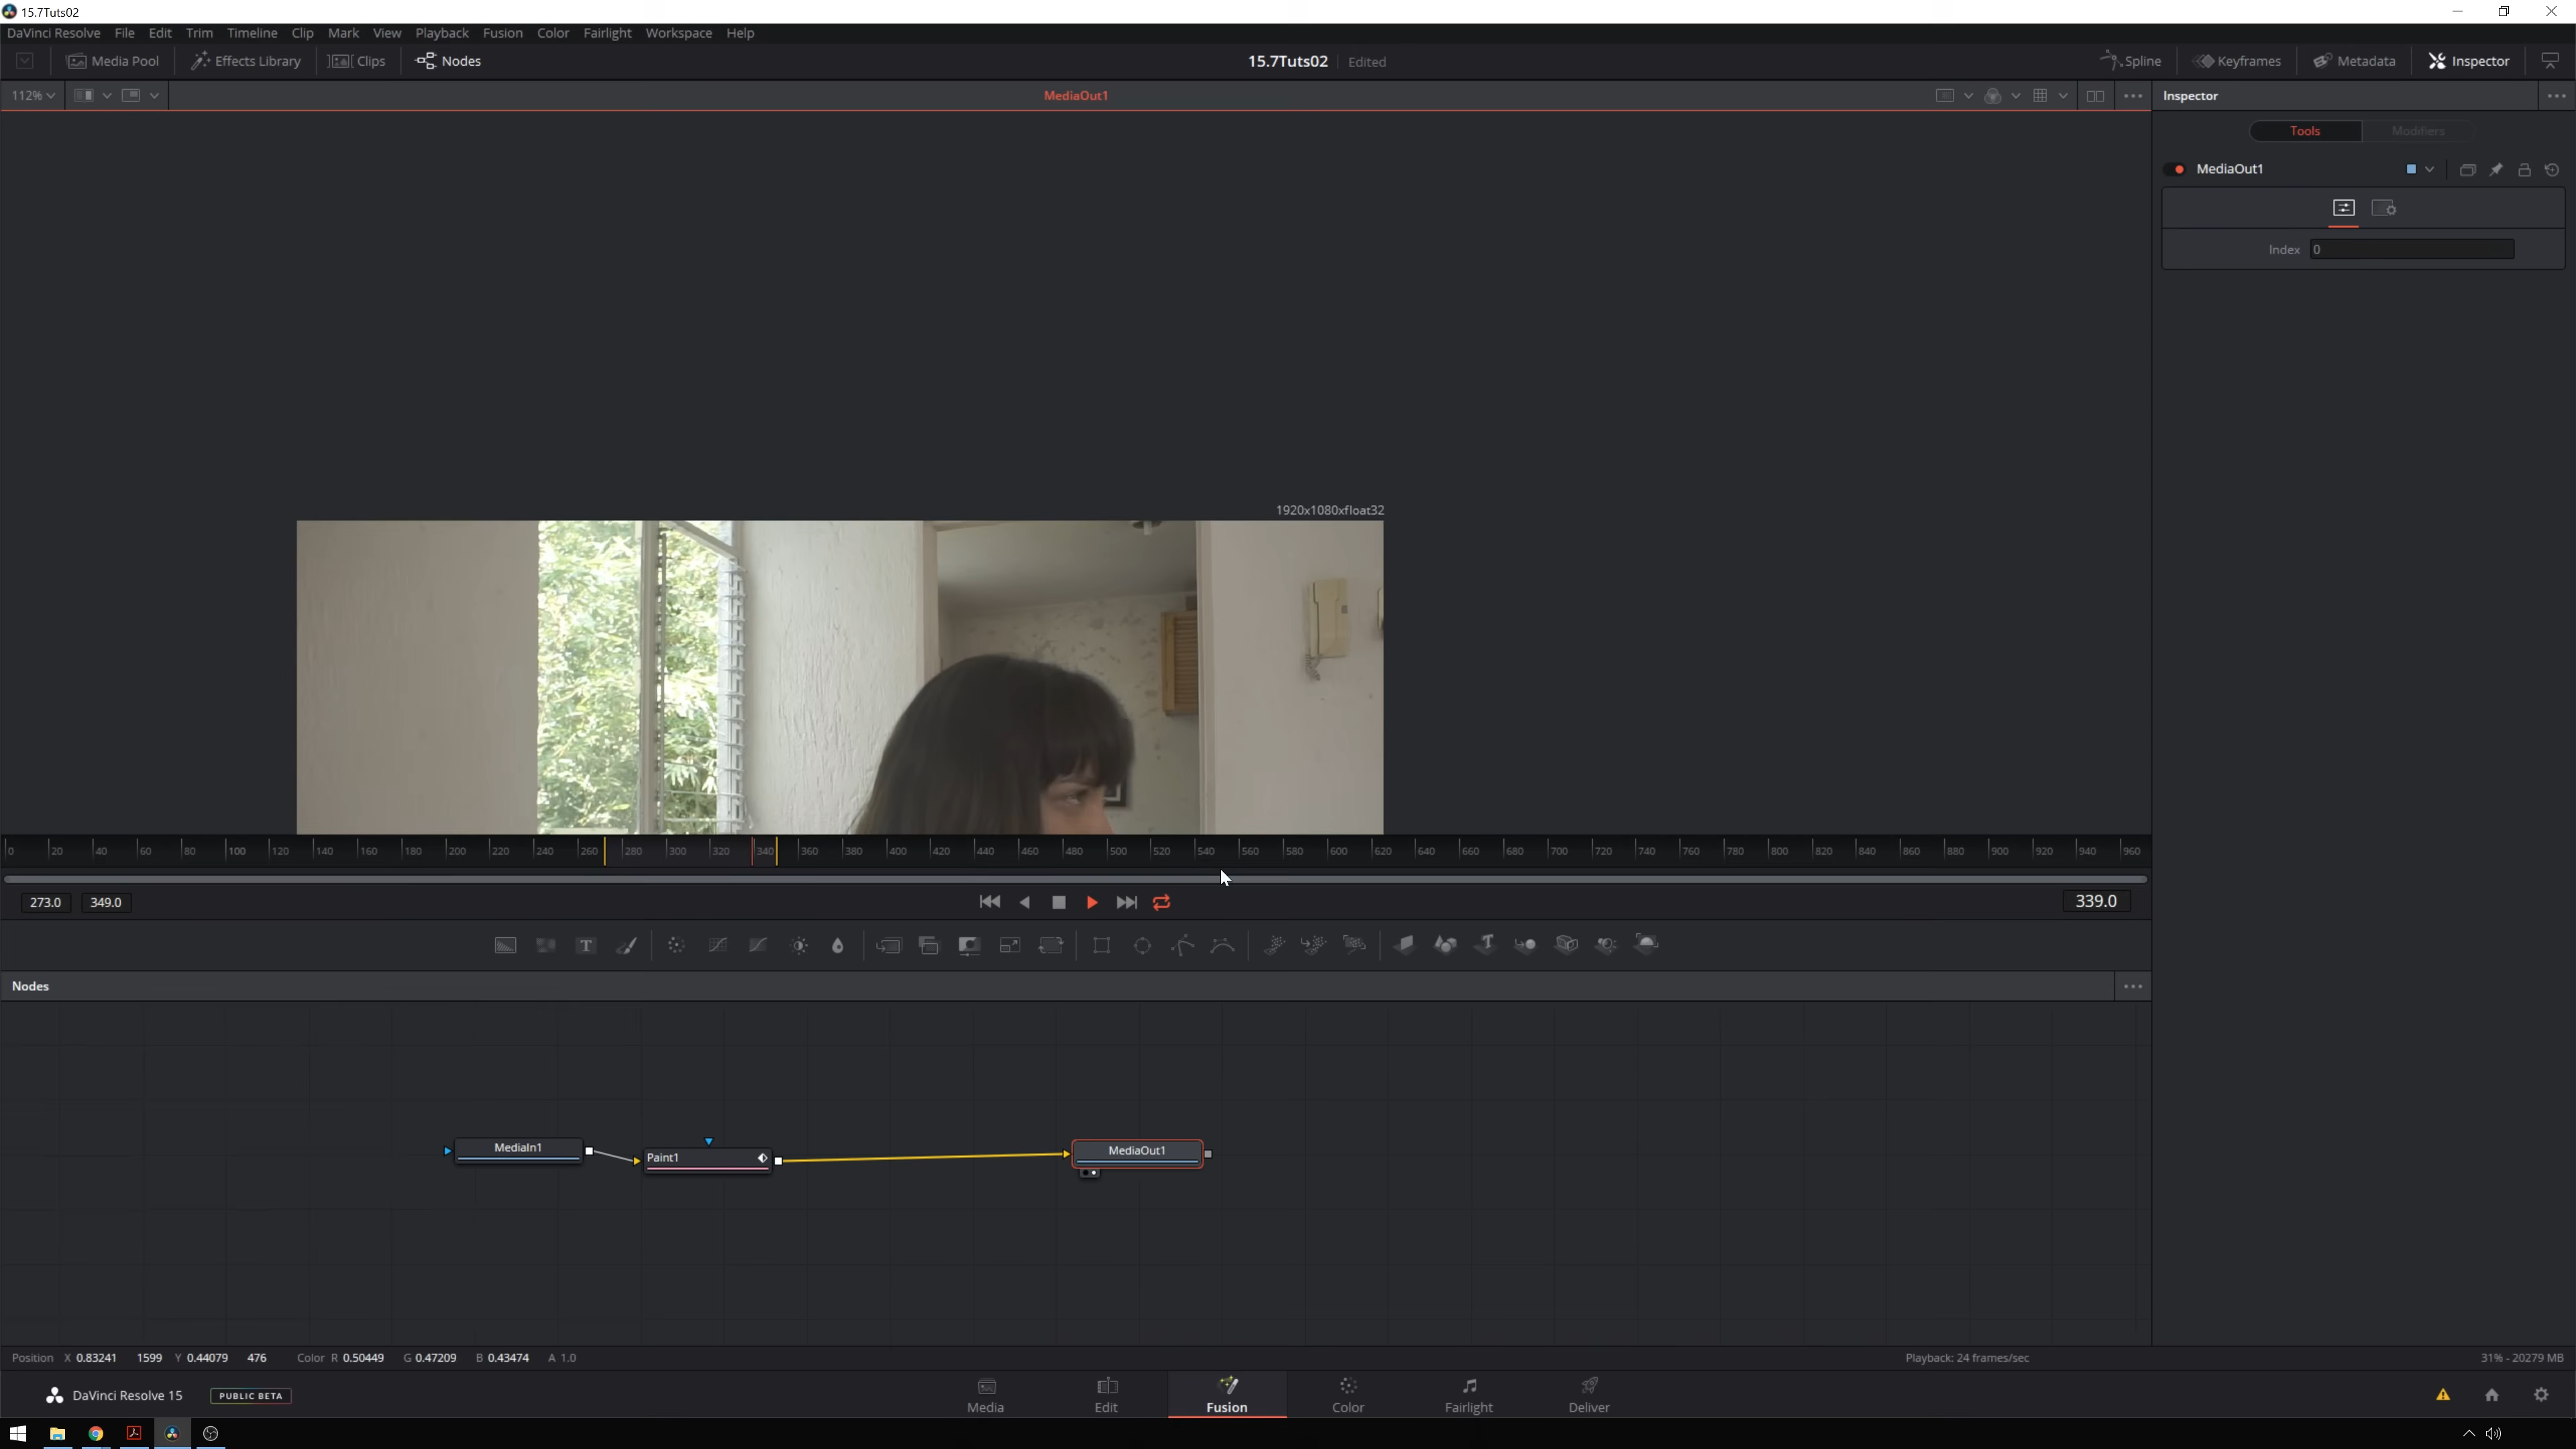 15.7Tuts02
DaVinci Resolve File Edit Trim Timeline Clip Mark View Playback Fusion Color Fairlight Workspace Help
Media Pool Effects Library Clips Nodes 15.7Tuts02 Edited Spline Keyframes Metadata Inspector
112% MediaOut1 Inspector
Tools Modifiers
MediaOut1
Index 0
1920x1080xfloat32
0 20 40 60 80 100 120 140 160 180 200 220 240 260 280 300 320 340 360 380 400 420 440 460 480 500 520 540 560 580 600 620 640 660 680 700 720 740 760 780 800 820 840 860 880 900 920 940 960
273.0 349.0 339.0
T
Nodes
MediaIn1 Paint1 MediaOut1
Position X 0.83241 1599 Y 0.44079 476 Color R 0.50449 G 0.47209 B 0.43474 A 1.0 Playback: 24 frames/sec 31% - 20279 MB
DaVinci Resolve 15 PUBLIC BETA Media Edit Fusion Color Fairlight Deliver